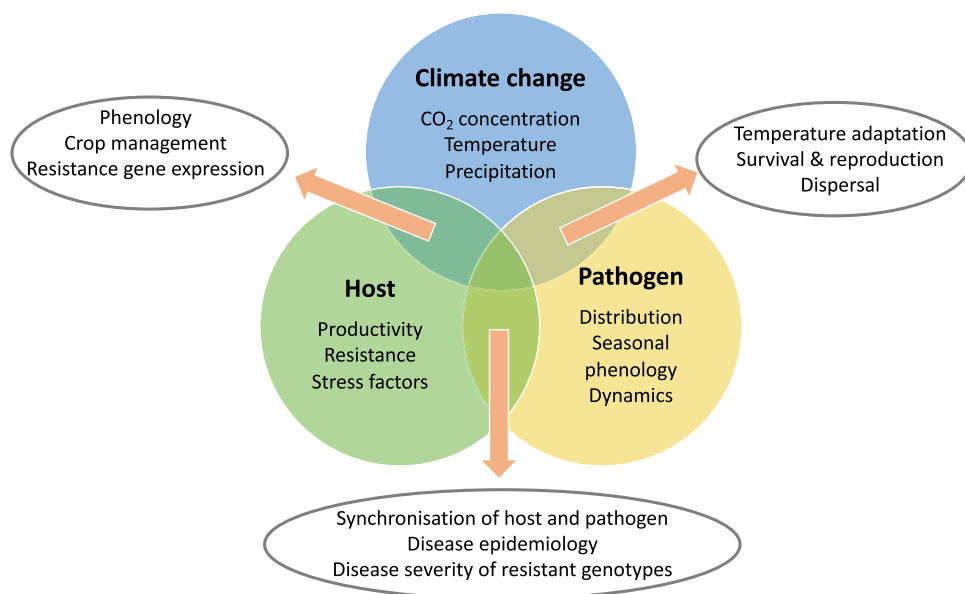 Climate change
CO₂ concentration
Temperature
Precipitation
Phenology
Crop management
Resistance gene expression
Temperature adaptation
Survival & reproduction
Dispersal
Host
Productivity
Resistance
Stress factors
Pathogen
Distribution
Seasonal
phenology
Dynamics
Synchronisation of host and pathogen
Disease epidemiology
Disease severity of resistant genotypes